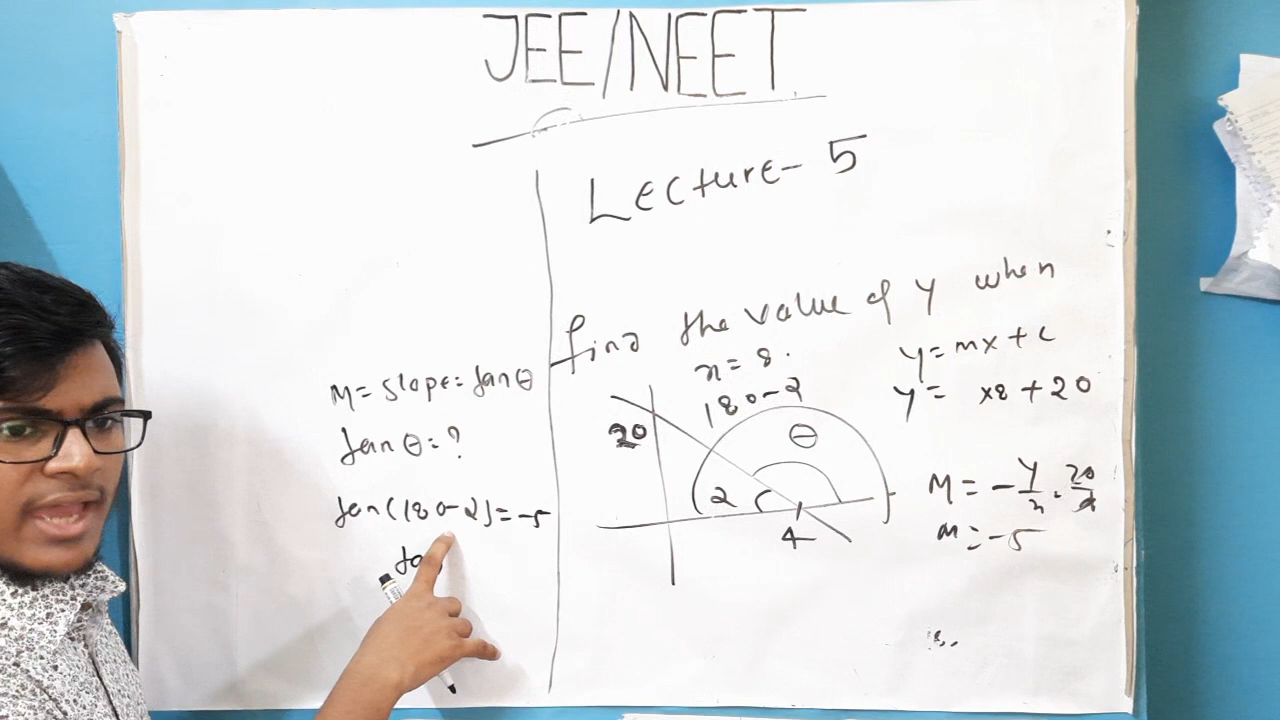 JEE/NEET
Lecture-5
find the value of y when
x=8.
y=mx+c
180-2
y= x8+20
20
θ
2
4
M=-y/x.20/4
m=-5
M=slope=tanθ
tanθ=?
tan(180-2)=-5